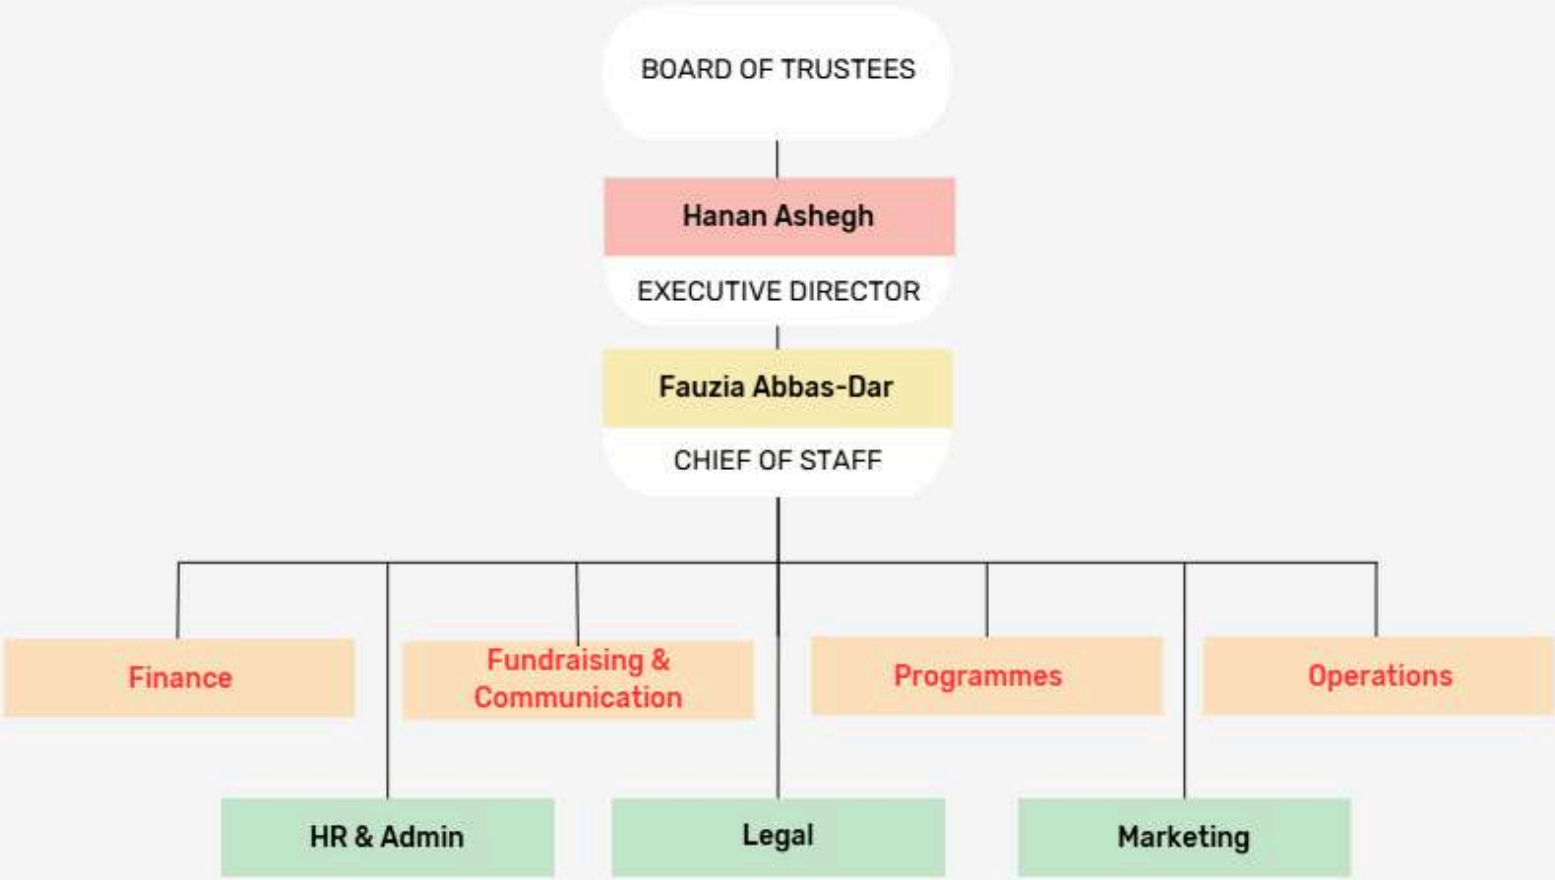 BOARD OF TRUSTEES
Hanan Ashegh
EXECUTIVE DIRECTOR
Fauzia Abbas-Dar
CHIEF OF STAFF
Finance
Fundraising &
Communication
Programmes
Operations
HR & Admin
Legal
Marketing